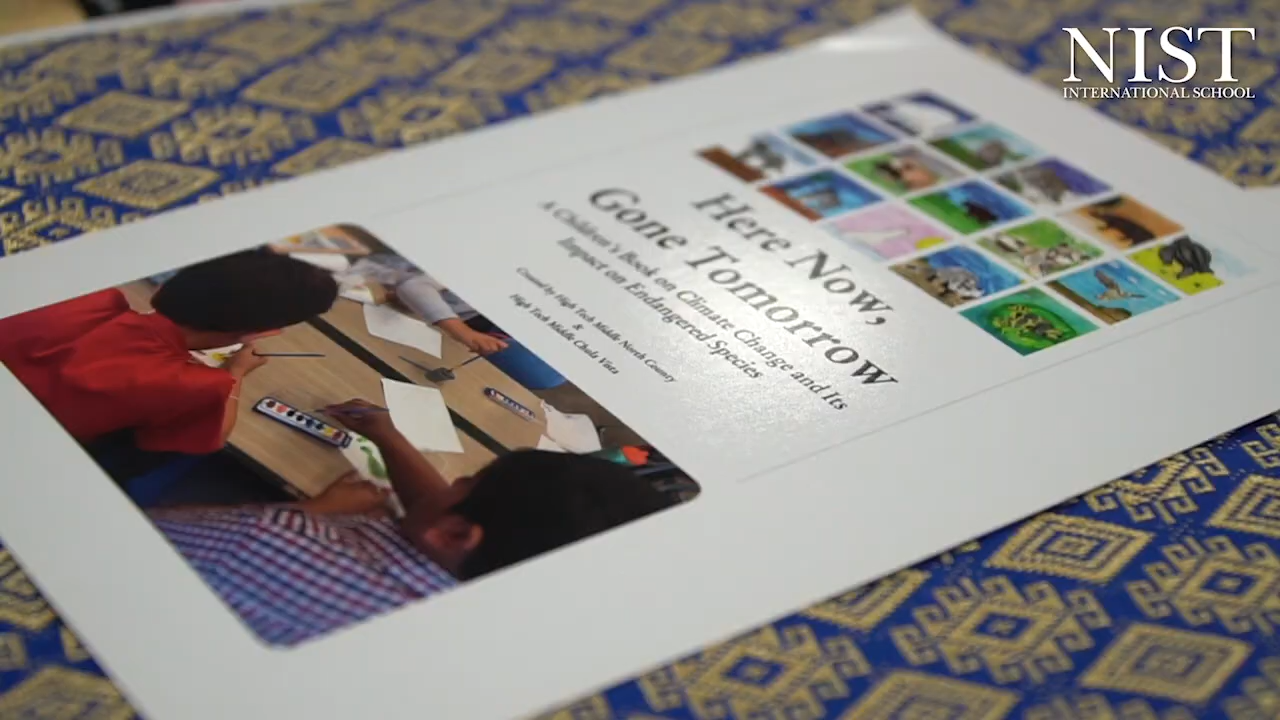 NIST
INTERNATIONAL SCHOOL
Here Now,
Gone Tomorrow
A Children's Book on Climate Change and Its
Impact on Endangered Species
Created by High Tech Middle North County
&
High Tech Middle Chula Vista